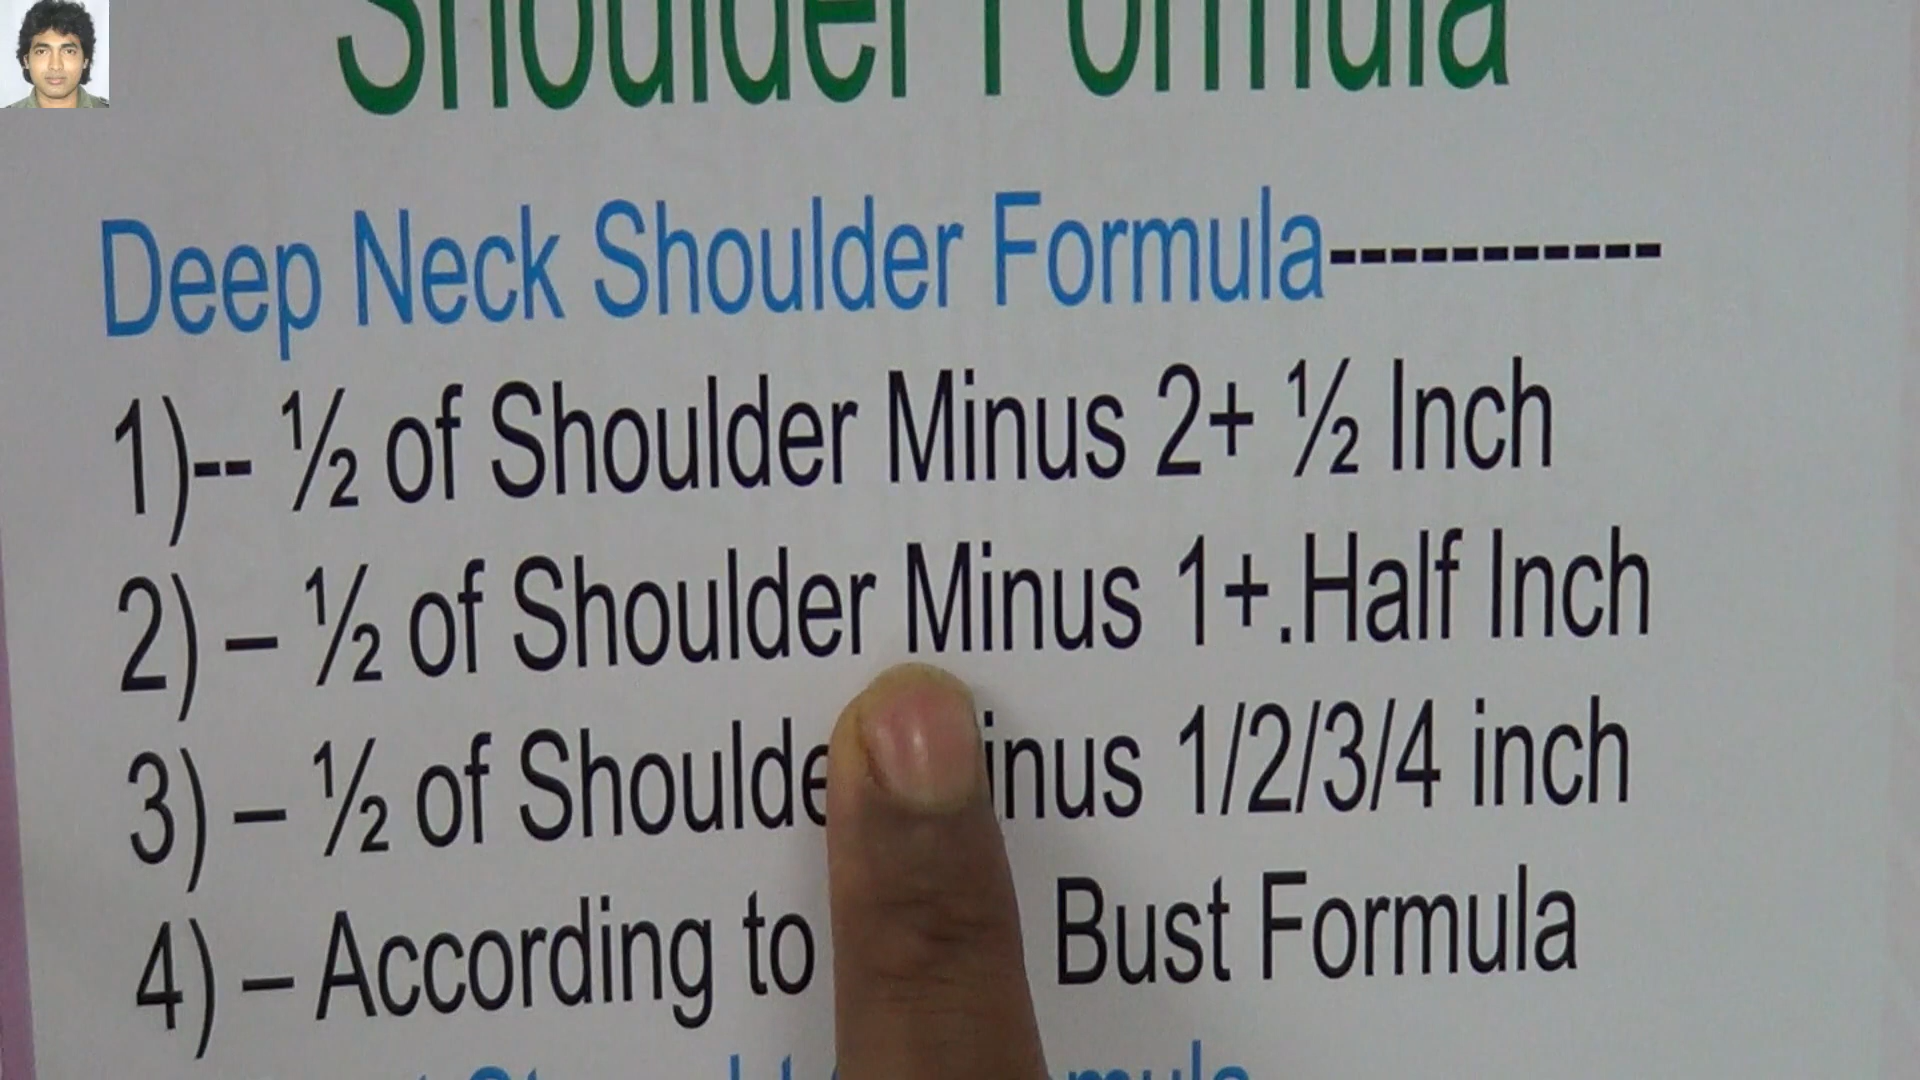 Shoulder Formula
Deep Neck Shoulder Formula-----------
1)-- ½ of Shoulder Minus 2+ ½ Inch
2) – ½ of Shoulder Minus 1+.Half Inch
3) – ½ of Shoulde inus 1/2/3/4 inch
4) – According to Bust Formula